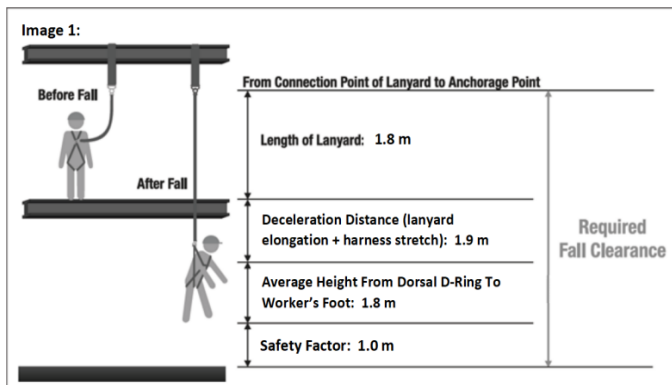 Image 1:
From Connection Point of Lanyard to Anchorage Point
Before Fall
Length of Lanyard: 1.8 m
After Fall
Deceleration Distance (lanyard
elongation + harness stretch): 1.9 m
Required
Fall Clearance
Average Height From Dorsal D-Ring To
Worker's Foot: 1.8 m
Safety Factor: 1.0 m